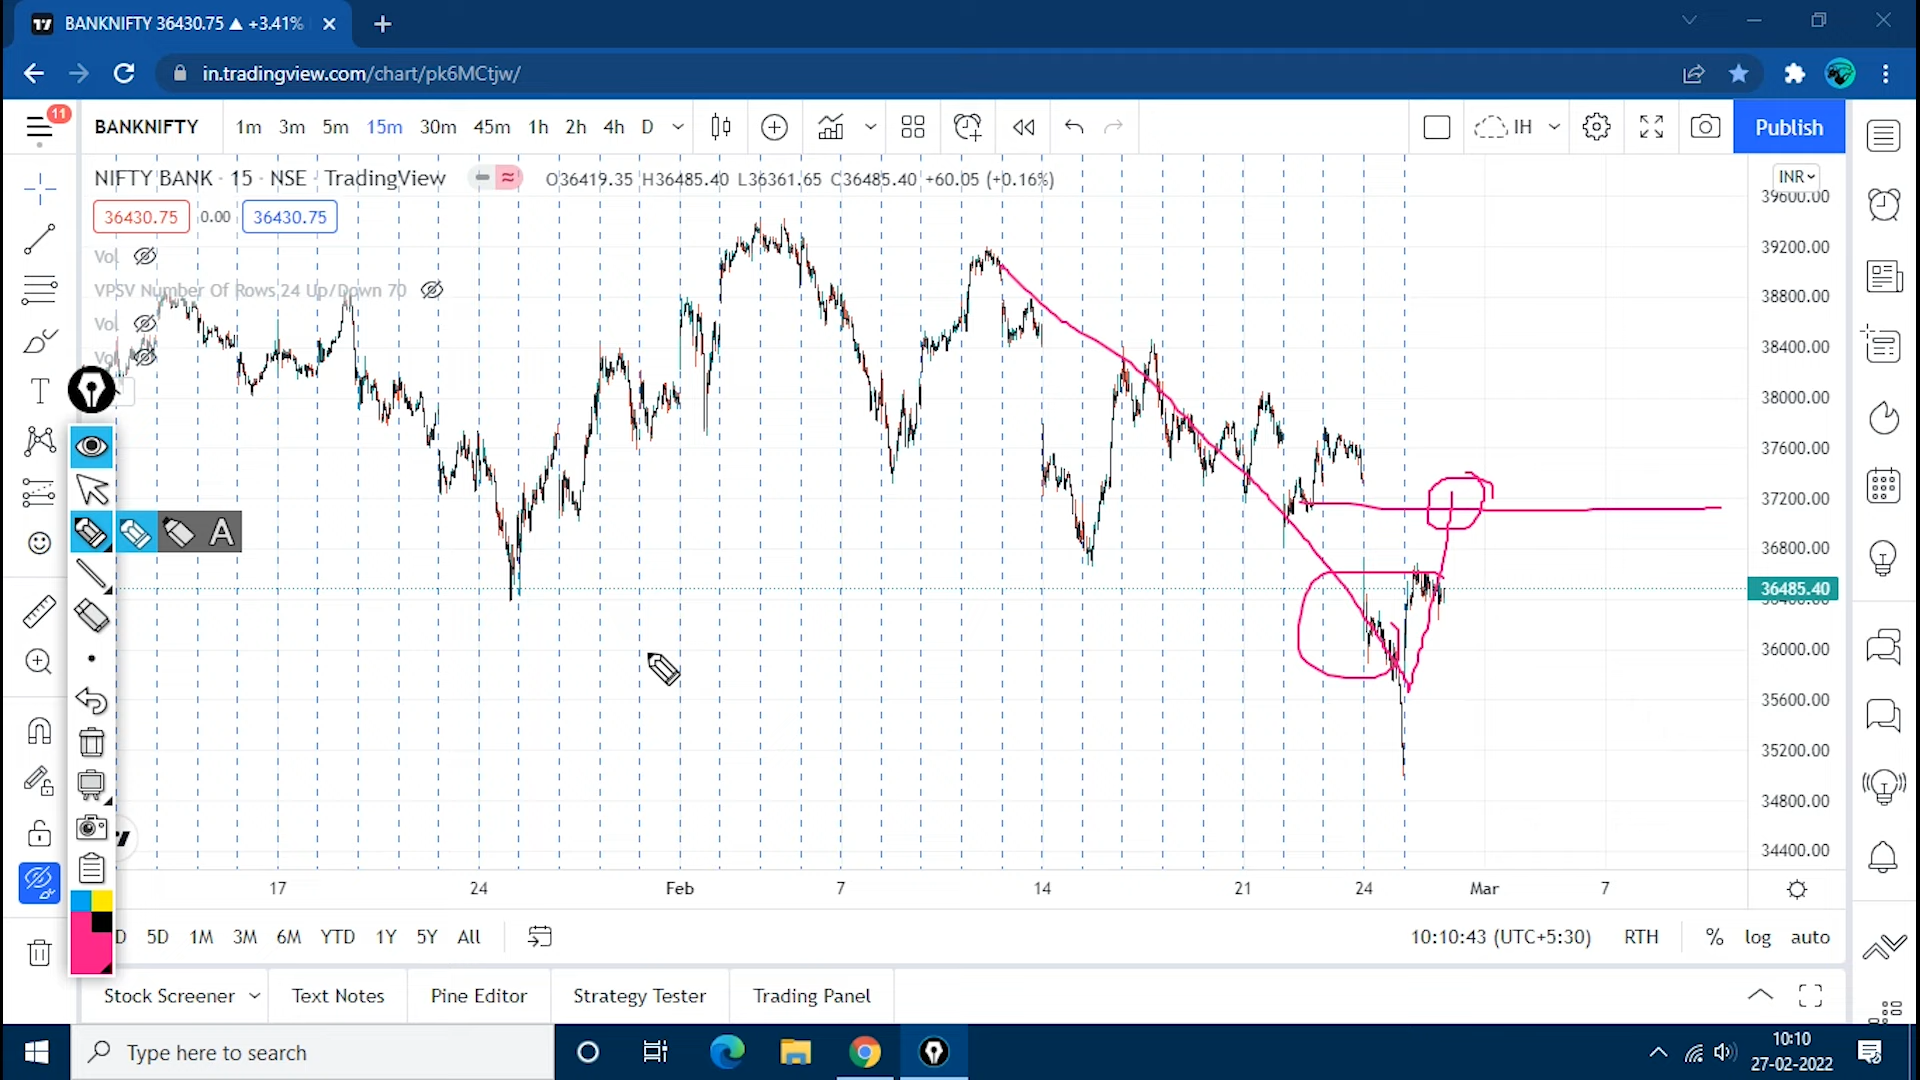 BANKNIFTY 36430.75 ▲ +3.41%
in.tradingview.com/chart/pk6MCtjw/
11
BANKNIFTY 1m 3m 5m 15m 30m 45m 1h 2h 4h D IH Publish
NIFTY BANK · 15 · NSE · TradingView O36419.35 H36485.40 L36361.65 C36485.40 +60.05 (+0.16%) INR
36430.75 0.00 36430.75
Vol
VPSV Number Of Rows 24 Up/Down 70
Vol
Vol
39600.00
39200.00
38800.00
38400.00
38000.00
37600.00
37200.00
36800.00
36485.40
36400.00
36000.00
35600.00
35200.00
34800.00
34400.00
T
A
17 24 Feb 7 14 21 24 Mar 7
D 5D 1M 3M 6M YTD 1Y 5Y All 10:10:43 (UTC+5:30) RTH % log auto
Stock Screener Text Notes Pine Editor Strategy Tester Trading Panel
Type here to search
10:10
27-02-2022